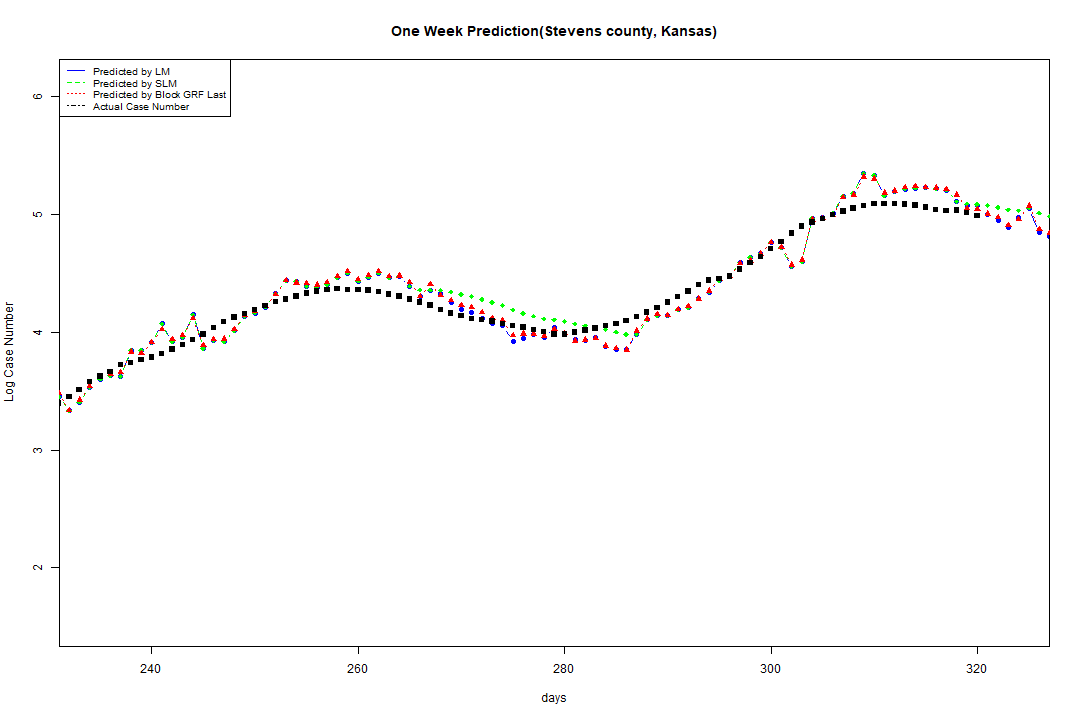 One Week Prediction(Stevens county, Kansas)
Predicted by LM
Predicted by SLM
Predicted by Block GRF Last
Actual Case Number
6
5
4
3
2
Log Case Number
240 260 280 300 320
days